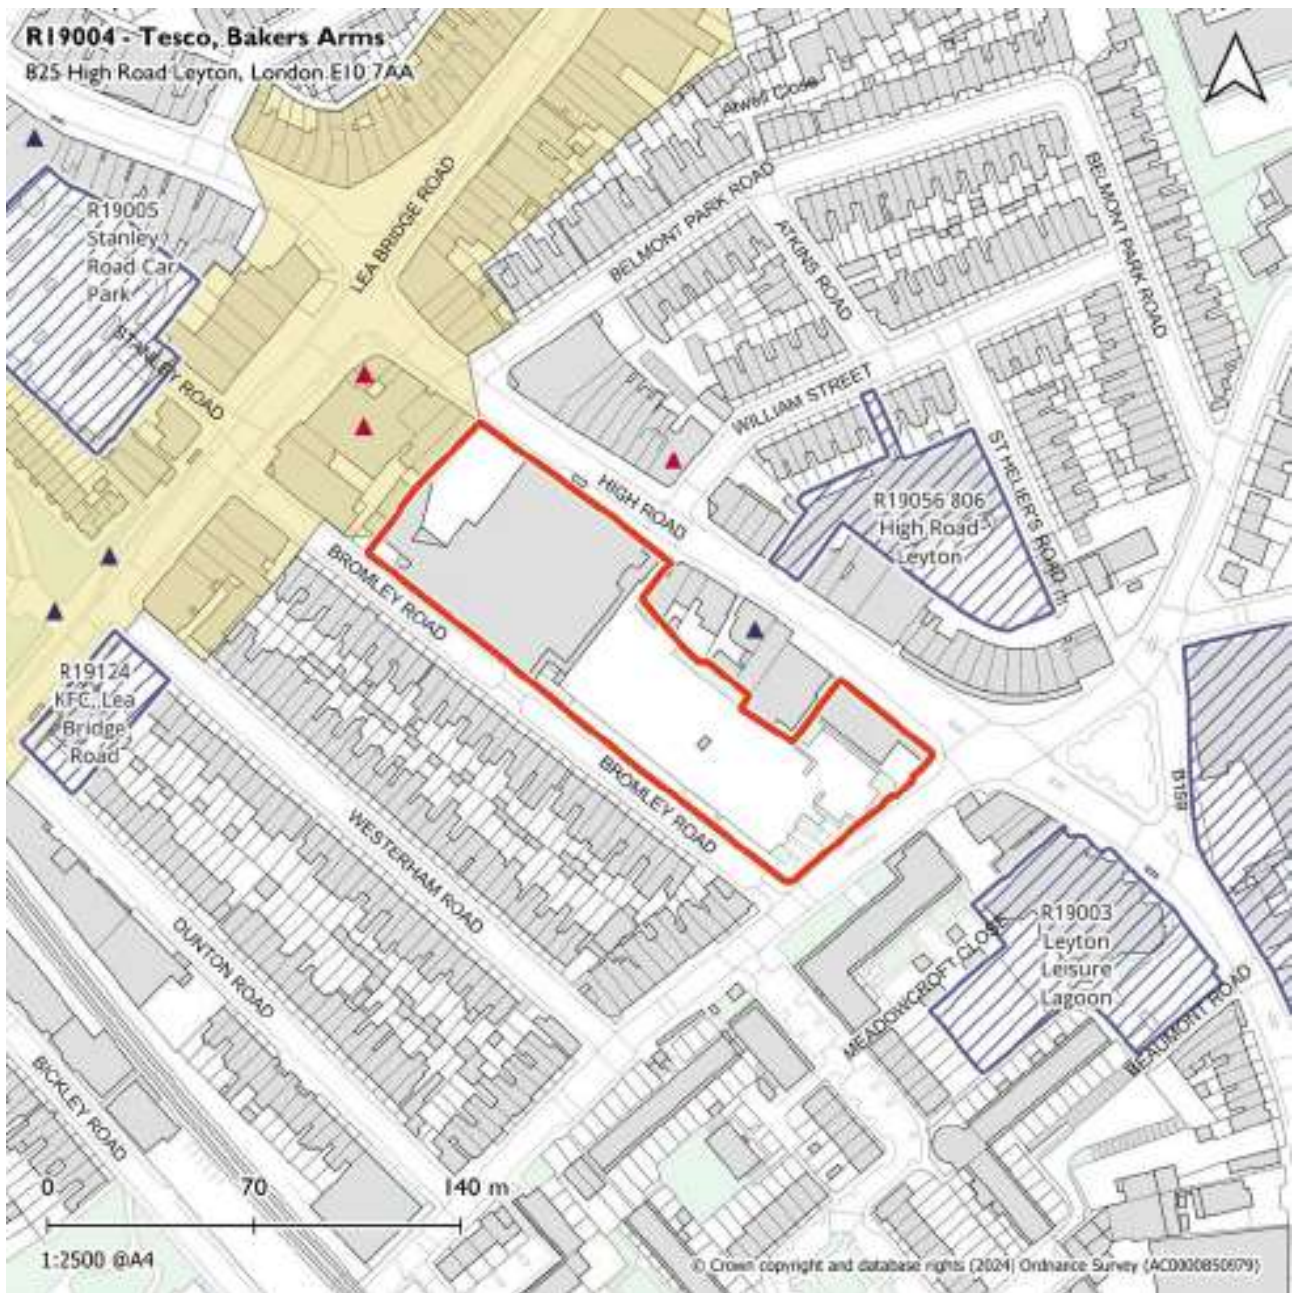 R19004 - Tesco, Bakers Arms
825 High Road Leyton, London E10 7AA
Atwell Close
R19005
Stanley
Road Car
Park
LEA BRIDGE ROAD
BELMONT PARK ROAD
ATKINS ROAD
BELMONT PARK ROAD
STANLEY ROAD
WILLIAM STREET
HIGH ROAD
ST HELIER'S ROAD
R19056 806
High Road
Leyton
BROMLEY ROAD
R19124
KFC, Lea
Bridge
Road
BROMLEY ROAD
B159
WESTERHAM ROAD
DUNTON ROAD
MEADOWCROFT CLOSE
R19003
Leyton
Leisure
Lagoon
BEAUMONT ROAD
BICKLEY ROAD
0 70 140 m
1:2500 @A4
© Crown copyright and database rights (2024) Ordnance Survey (AC0000850979)